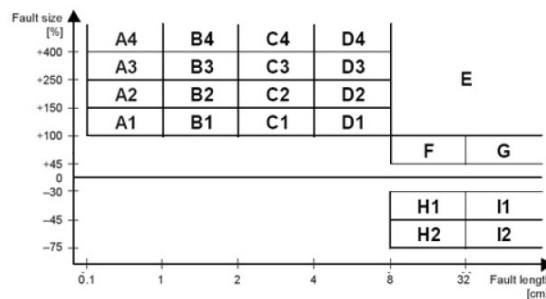 Fault size
[%]
A4 B4 C4 D4
+400
A3 B3 C3 D3
+250
A2 B2 C2 D2
+150
A1 B1 C1 D1
+100
E
F G
+45
0
–30
H1 I1
–45
H2 I2
–75
0.1 1 2 4 8 32 Fault length
[cm]